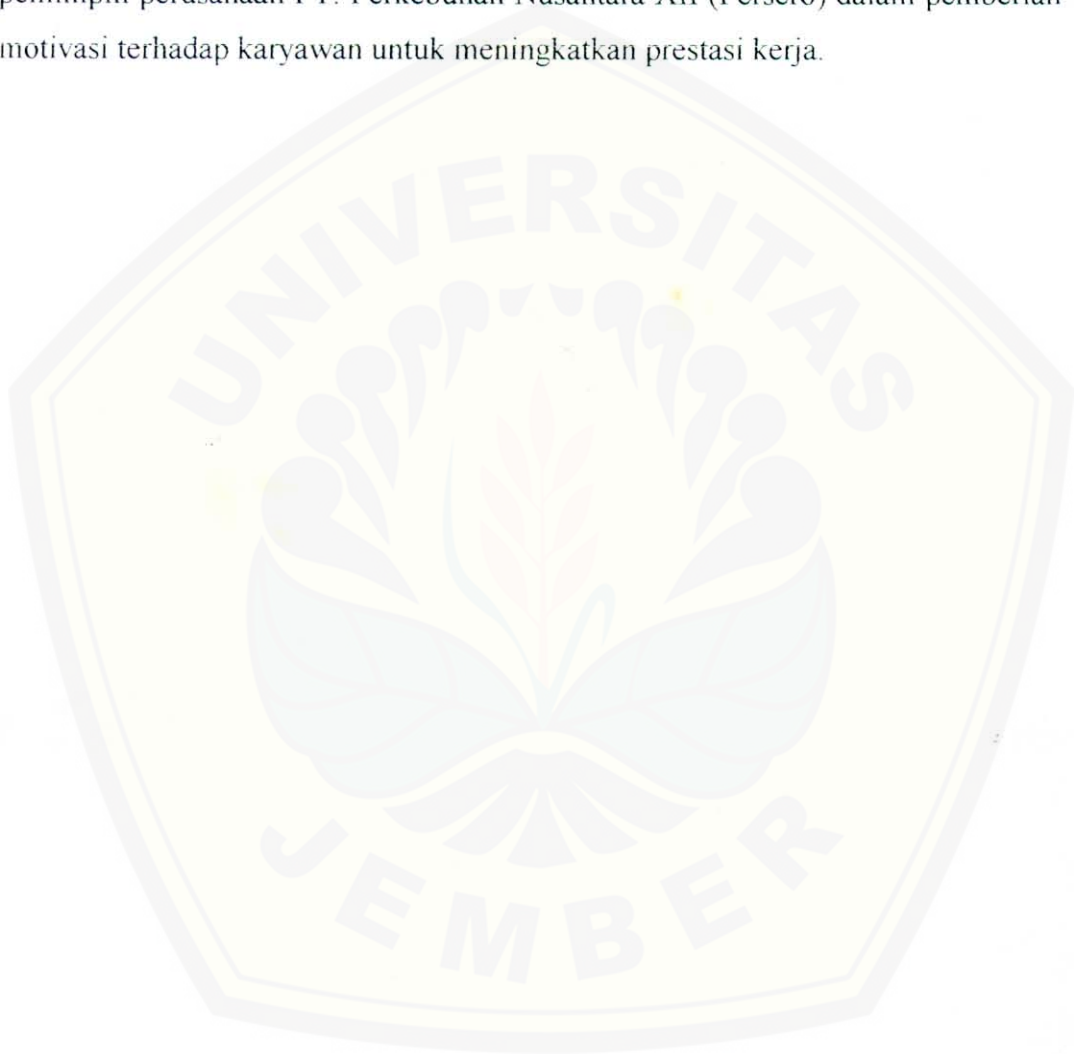 pemimpin perusahaan PT. Perkebunan Nusantara XII (Persero) dalam pemberian
motivasi terhadap karyawan untuk meningkatkan prestasi kerja.
UNIVERSITAS
JEMBER